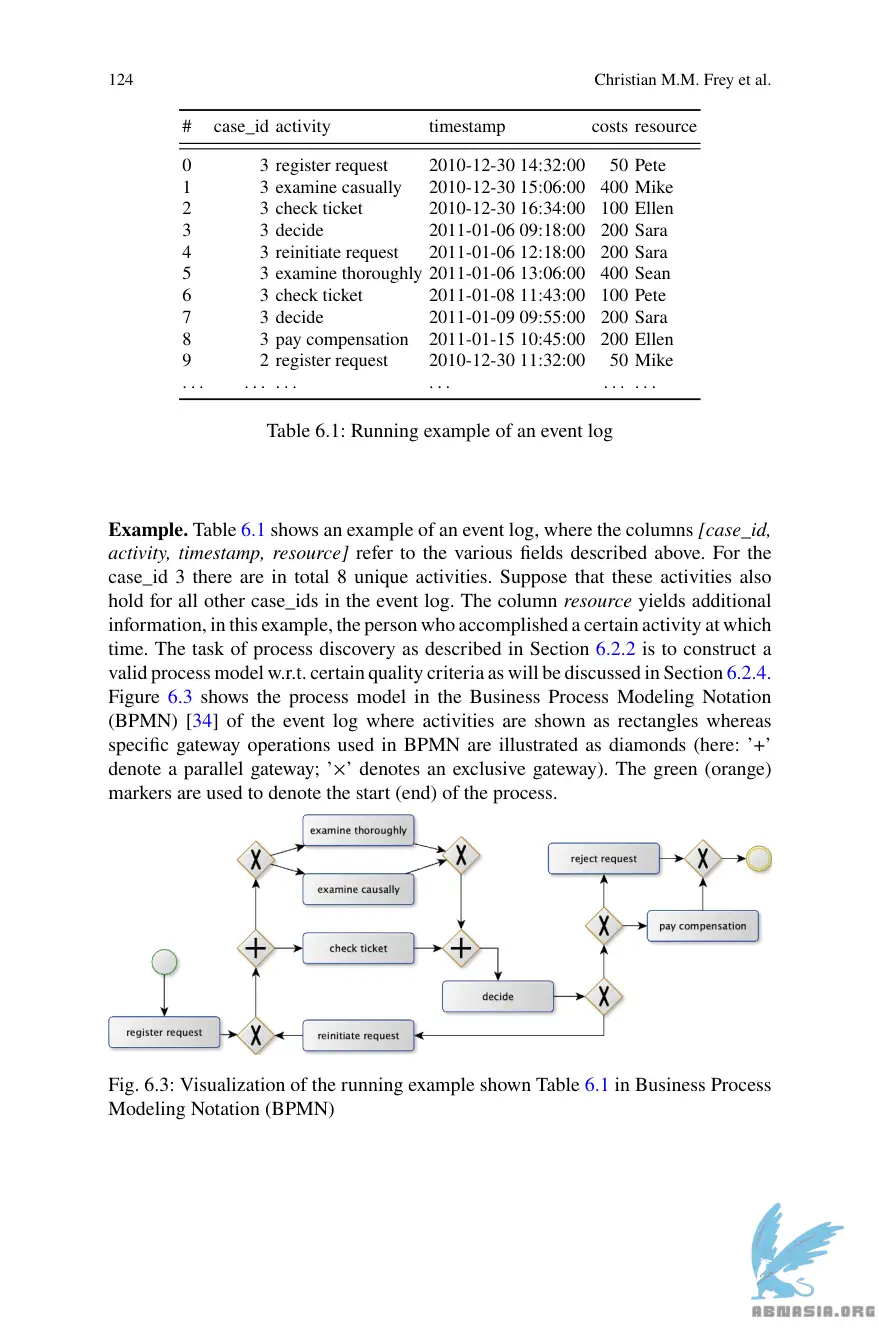 124
Christian M.M. Frey et al.
# case_id activity timestamp costs resource
0 3 register request 2010-12-30 14:32:00 50 Pete
1 3 examine casually 2010-12-30 15:06:00 400 Mike
2 3 check ticket 2010-12-30 16:34:00 100 Ellen
3 3 decide 2011-01-06 09:18:00 200 Sara
4 3 reinitiate request 2011-01-06 12:18:00 200 Sara
5 3 examine thoroughly 2011-01-06 13:06:00 400 Sean
6 3 check ticket 2011-01-08 11:43:00 100 Pete
7 3 decide 2011-01-09 09:55:00 200 Sara
8 3 pay compensation 2011-01-15 10:45:00 200 Ellen
9 2 register request 2010-12-30 11:32:00 50 Mike
. . . . . . . . . . . . . . . . . .
Table 6.1: Running example of an event log
Example. Table 6.1 shows an example of an event log, where the columns [case_id,
activity, timestamp, resource] refer to the various fields described above. For the
case_id 3 there are in total 8 unique activities. Suppose that these activities also
hold for all other case_ids in the event log. The column resource yields additional
information, in this example, the person who accomplished a certain activity at which
time. The task of process discovery as described in Section 6.2.2 is to construct a
valid process model w.r.t. certain quality criteria as will be discussed in Section 6.2.4.
Figure 6.3 shows the process model in the Business Process Modeling Notation
(BPMN) [34] of the event log where activities are shown as rectangles whereas
specific gateway operations used in BPMN are illustrated as diamonds (here: ’+’
denote a parallel gateway; ’×’ denotes an exclusive gateway). The green (orange)
markers are used to denote the start (end) of the process.
examine thoroughly
reject request
examine causally
pay compensation
check ticket
decide
register request
reinitiate request
Fig. 6.3: Visualization of the running example shown Table 6.1 in Business Process
Modeling Notation (BPMN)
ABNASIA.ORG